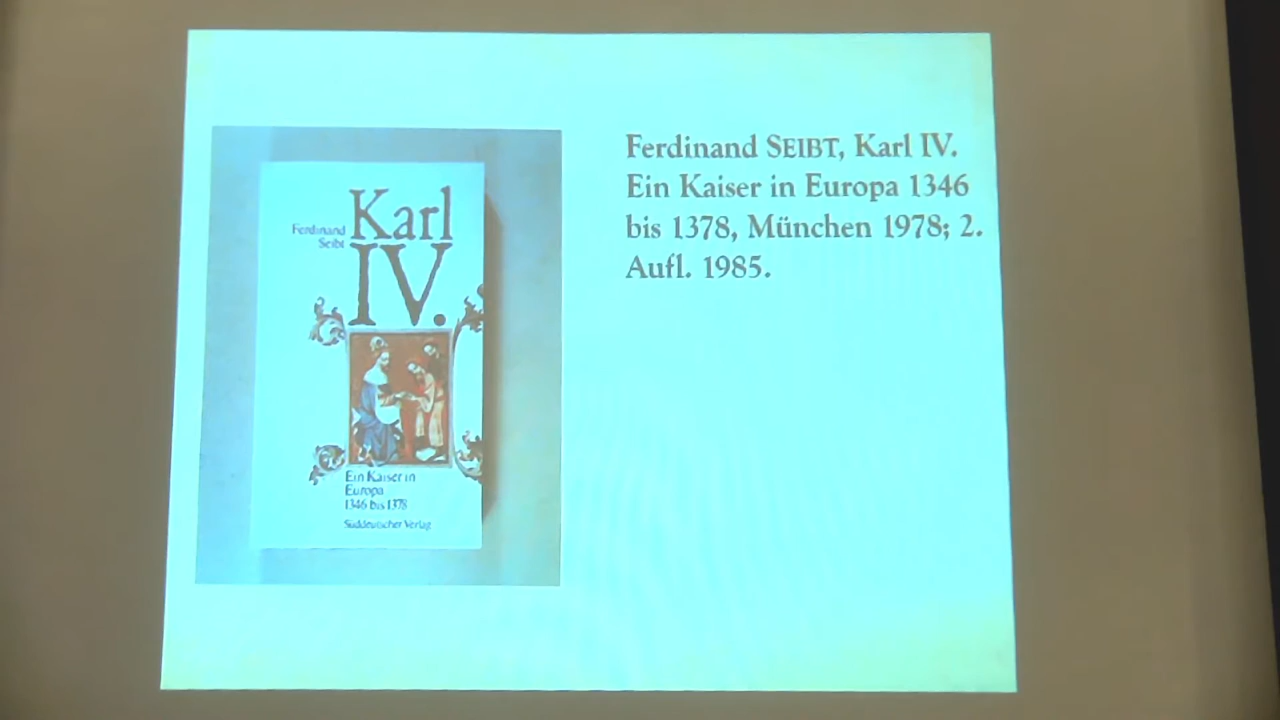 Karl
Ferdinand
Seibt
IV.
Ein Kaiser in
Europa
1346 bis 1378
Süddeutscher Verlag
Ferdinand SEIBT, Karl IV.
Ein Kaiser in Europa 1346
bis 1378, München 1978; 2.
Aufl. 1985.